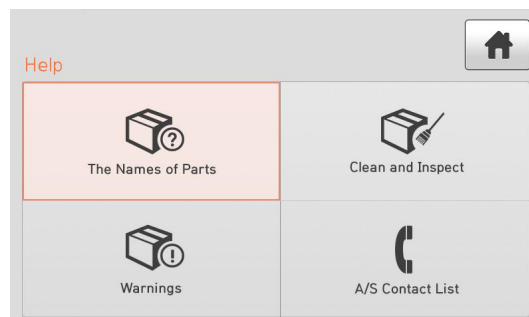 Help
The Names of Parts
Clean and Inspect
Warnings
A/S Contact List